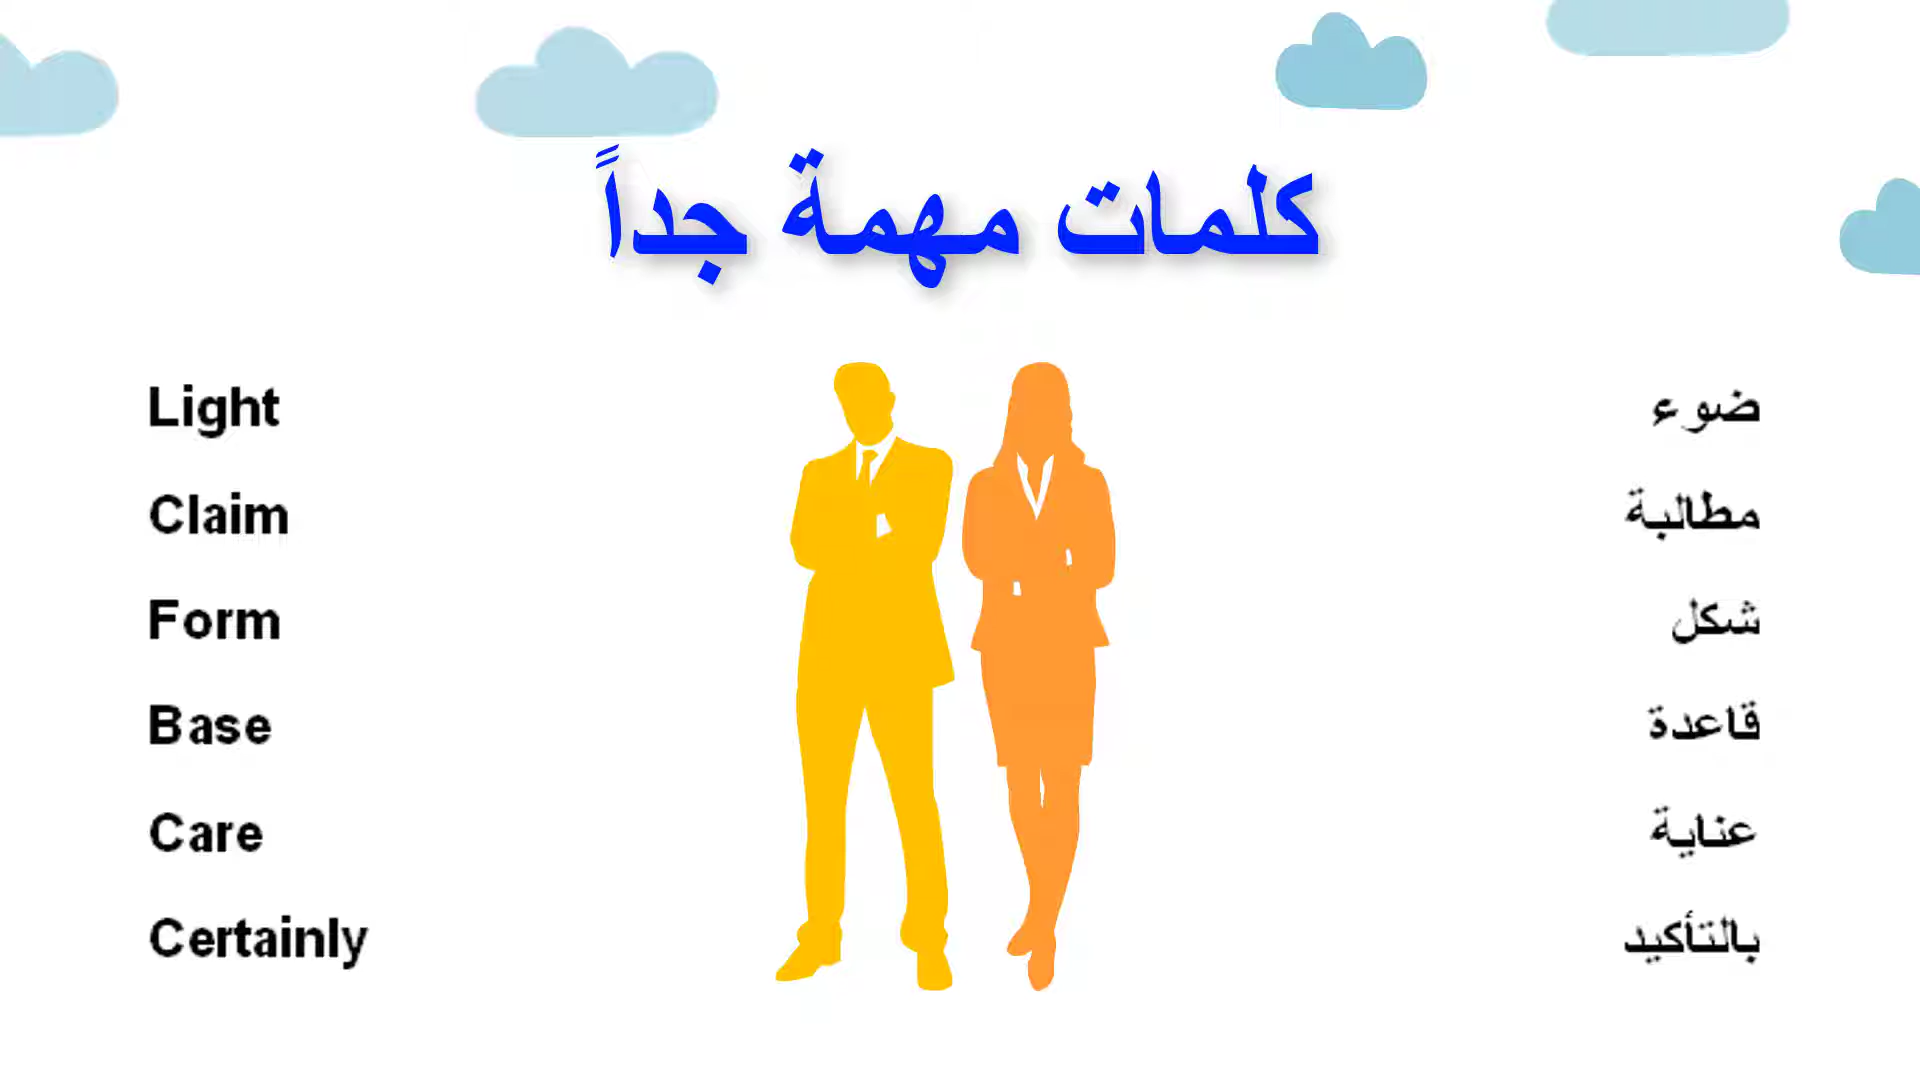 كلمات مهمة جداً
Light ضوء
Claim مطالبة
Form شكل
Base قاعدة
Care عناية
Certainly بالتأكيد